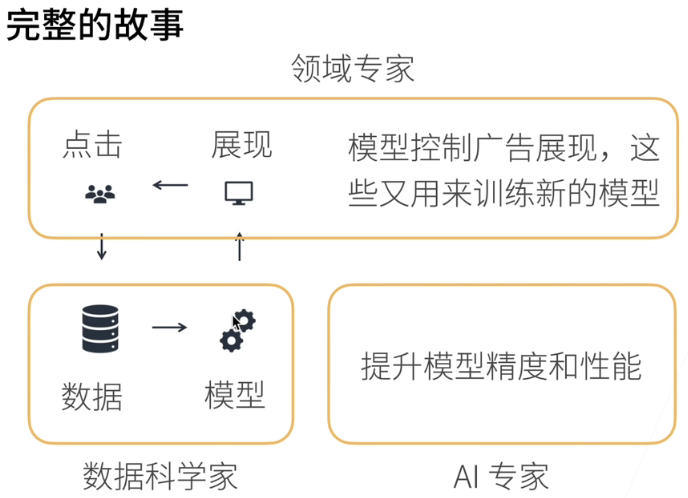 完整的故事
领域专家
点击
展现
模型控制广告展现，这
些又用来训练新的模型
数据
模型
提升模型精度和性能
数据科学家
AI 专家